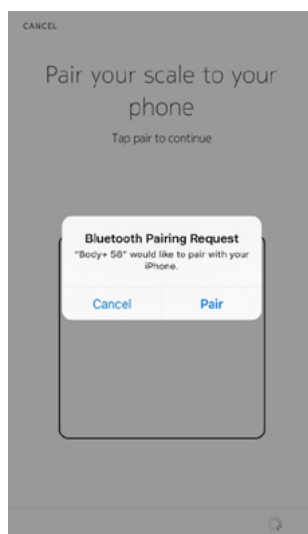 CANCEL
Pair your scale to your
phone
Tap pair to continue
Bluetooth Pairing Request
"Body+ 58" would like to pair with your
iPhone.
Cancel
Pair